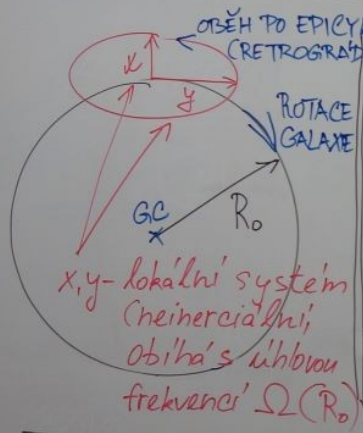 OBĚH PO EPICY
(RETROGRÁD
x
y
ROTACE
GALAXE
GC
R₀
x, y - lokální systém
(neinerciální,
obíhá s úhlovou
frekvencí Ω(R₀)